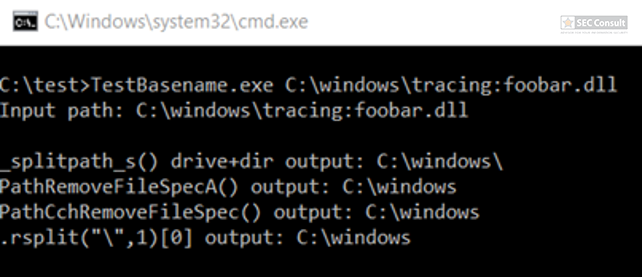 C:\Windows\system32\cmd.exe
SEC Consult
C:\test>TestBasename.exe C:\windows\tracing:foobar.dll
Input path: C:\windows\tracing:foobar.dll
_splitpath_s() drive+dir output: C:\windows\
PathRemoveFileSpecA() output: C:\windows
PathCchRemoveFileSpec() output: C:\windows
.rsplit("\",1)[0] output: C:\windows